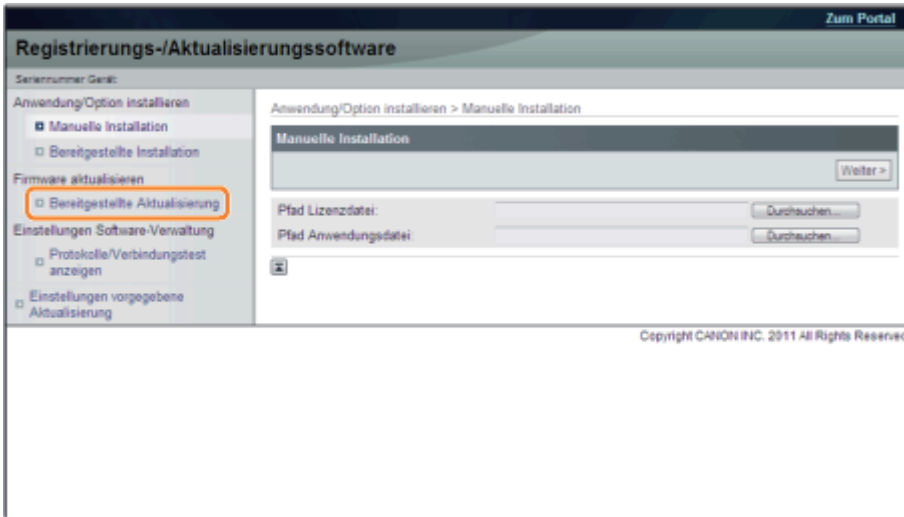 Zum Portal
Registrierungs-/Aktualisierungssoftware
Seriennummer Gerät:
Anwendung/Option installieren
Manuelle Installation
Bereitgestellte Installation
Firmware aktualisieren
Bereitgestellte Aktualisierung
Einstellungen Software-Verwaltung
Protokolle/Verbindungstest
anzeigen
Einstellungen vorgegebene
Aktualisierung
Anwendung/Option installieren > Manuelle Installation
Manuelle Installation
Weiter >
Pfad Lizenzdatei:
Durchsuchen...
Pfad Anwendungsdatei:
Durchsuchen...
Copyright CANON INC. 2011 All Rights Reserved